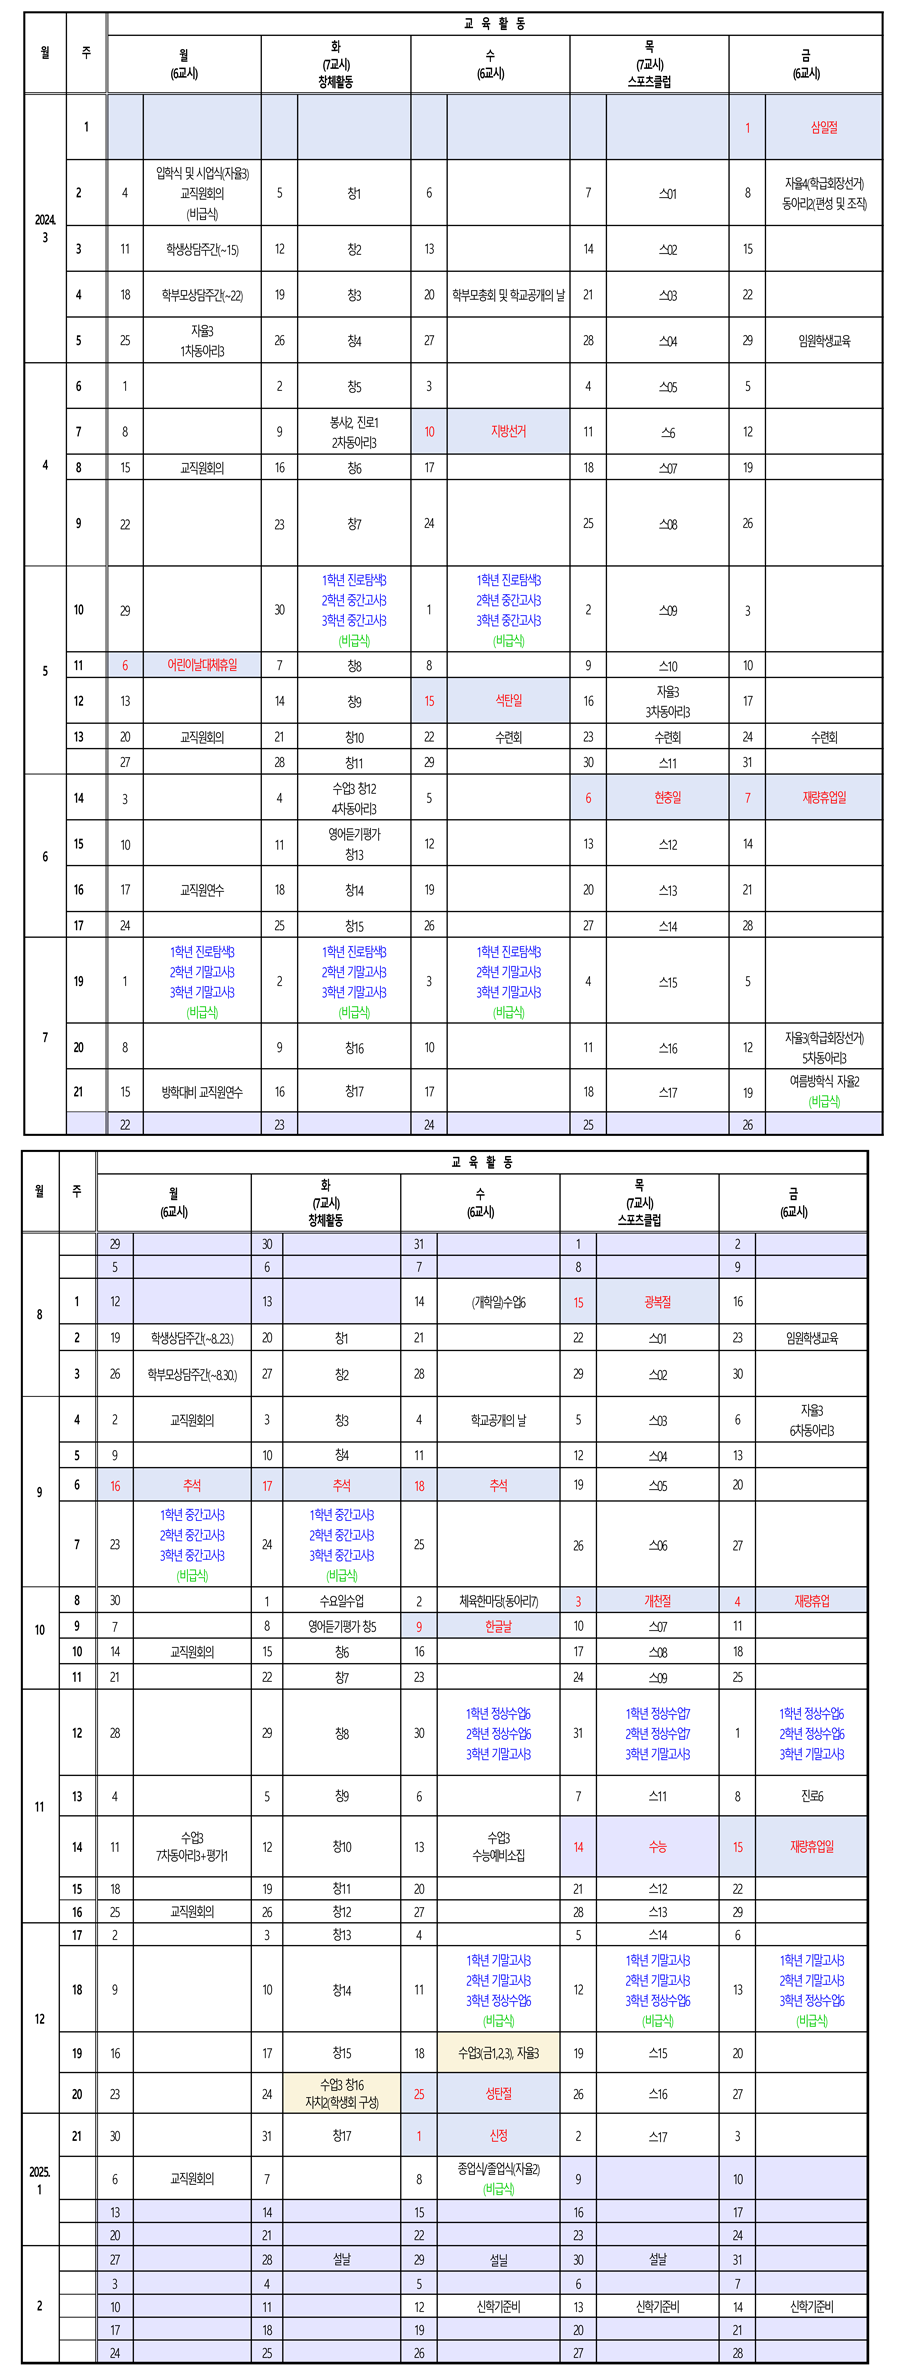 교 육 활 동
월 주 월 화 수 목 금
(6교시) (7교시) (6교시) (7교시) (6교시)
창체활동 스포츠클럽
2024.
3
1 1 삼일절
2 4 입학식 및 시업식(자율3) 5 창1 6 7 스01 8 자율4(학급회장선거)
교직원회의 동아리2(편성 및 조직)
(비급식)
3 11 학생상담주간(~15) 12 창2 13 14 스02 15
4 18 학부모상담주간(~22) 19 창3 20 학부모총회 및 학교공개의 날 21 스03 22
5 25 자율3 26 창4 27 28 스04 29 임원학생교육
1차동아리3
4
6 1 2 창5 3 4 스05 5
7 8 9 봉사2, 진로1 10 지방선거 11 스6 12
2차동아리3
8 15 교직원회의 16 창6 17 18 스07 19
9 22 23 창7 24 25 스08 26
5
10 29 30 1학년 진로탐색3 1 1학년 진로탐색3 2 스09 3
2학년 중간고사3 2학년 중간고사3
3학년 중간고사3 3학년 중간고사3
(비급식) (비급식)
11 6 어린이날대체휴일 7 창8 8 9 스10 10
12 13 14 창9 15 석탄일 16 자율3 17
3차동아리3
13 20 교직원회의 21 창10 22 수련회 23 수련회 24 수련회
27 28 창11 29 30 스11 31
6
14 3 4 수업3 창12 5 6 현충일 7 재량휴업일
4차동아리3
15 10 11 영어듣기평가 12 13 스12 14
창13
16 17 교직원연수 18 창14 19 20 스13 21
17 24 25 창15 26 27 스14 28
7
19 1 1학년 진로탐색3 2 1학년 진로탐색3 3 1학년 진로탐색3 4 스15 5
2학년 기말고사3 2학년 기말고사3 2학년 기말고사3
3학년 기말고사3 3학년 기말고사3 3학년 기말고사3
(비급식) (비급식) (비급식)
20 8 9 창16 10 11 스16 12 자율3(학급회장선거)
5차동아리3
21 15 방학대비 교직원연수 16 창17 17 18 스17 19 여름방학식 자율2
(비급식)
22 23 24 25 26
교 육 활 동
월 주 월 화 수 목 금
(6교시) (7교시) (6교시) (7교시) (6교시)
창체활동 스포츠클럽
8
29 30 31 1 2
5 6 7 8 9
1 12 13 14 (개학일)수업6 15 광복절 16
2 19 학생상담주간(~8.23.) 20 창1 21 22 스01 23 임원학생교육
3 26 학부모상담주간(~8.30.) 27 창2 28 29 스02 30
9
4 2 교직원회의 3 창3 4 학교공개의 날 5 스03 6 자율3
6차동아리3
5 9 10 창4 11 12 스04 13
6 16 추석 17 추석 18 추석 19 스05 20
7 23 1학년 중간고사3 24 1학년 중간고사3 25 26 스06 27
2학년 중간고사3 2학년 중간고사3
3학년 중간고사3 3학년 중간고사3
(비급식) (비급식)
10
8 30 1 수요일수업 2 체육한마당(동아리7) 3 개천절 4 재량휴업
9 7 8 영어듣기평가 창5 9 한글날 10 스07 11
10 14 교직원회의 15 창6 16 17 스08 18
11 21 22 창7 23 24 스09 25
11
12 28 29 창8 30 1학년 정상수업6 31 1학년 정상수업7 1 1학년 정상수업6
2학년 정상수업6 2학년 정상수업7 2학년 정상수업6
3학년 기말고사3 3학년 기말고사3 3학년 기말고사3
13 4 5 창9 6 7 스11 8 진로6
14 11 수업3 12 창10 13 수업3 14 수능 15 재량휴업일
7차동아리3+평가1 수능예비소집
15 18 19 창11 20 21 스12 22
16 25 교직원회의 26 창12 27 28 스13 29
12
17 2 3 창13 4 5 스14 6
18 9 10 창14 11 1학년 기말고사3 12 1학년 기말고사3 13 1학년 기말고사3
2학년 기말고사3 2학년 기말고사3 2학년 기말고사3
3학년 정상수업6 3학년 정상수업6 3학년 정상수업6
(비급식) (비급식) (비급식)
19 16 17 창15 18 수업3(금1,2,3), 자율3 19 스15 20
20 23 24 수업3 창16 25 성탄절 26 스16 27
자치2(학생회 구성)
2025.
1
21 30 31 창17 1 신정 2 스17 3
6 교직원회의 7 8 종업식/졸업식(자율2) 9 10
(비급식)
13 14 15 16 17
20 21 22 23 24
2
27 28 설날 29 설날 30 설날 31
3 4 5 6 7
10 11 12 신학기준비 13 신학기준비 14 신학기준비
17 18 19 20 21
24 25 26 27 28